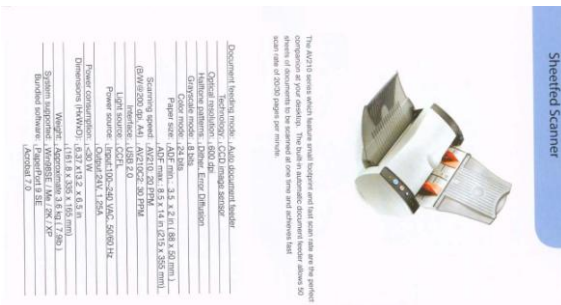 Sheetfed Scanner
The AV210 series which feature small footprint and fast scan rate are the perfect
companion at your desktop. The built-in automatic document feeder allows 50
sheets of documents to be scanned at one time and achieves fast
scan rate of 20/30 pages per minute.
Document feeding mode: Auto document feeder
Technology: CCD image sensor
Optical resolution: 600 dpi
Halftone patterns: Dither, Error Diffusion
Grayscale mode: 8 bits
Color mode: 24 bits
Paper size: ADF min.: 3.5 x 2 in ( 88 x 50 mm )
ADF max.: 8.5 x 14 in (215 x 355 mm)
Scanning speed: AV210: 20 PPM
(B/W@200 dpi, A4) AV210C2: 30 PPM
Interface: USB 2.0
Light source: CCFL
Power source: Input:100~240 VAC, 50/60 Hz
Output:24V, 1.25A
Power consumption: <30 W
Dimensions (HxWxD): 6.37 x13.2 x 6.5 in
(161.8 x 335 x 165 mm)
Weight: Approximate 3.6 kg ( 7.9lb )
System supported: Win98SE / Me / 2K / XP
Bundled software: PaperPort 9 SE
Acrobat 7.0